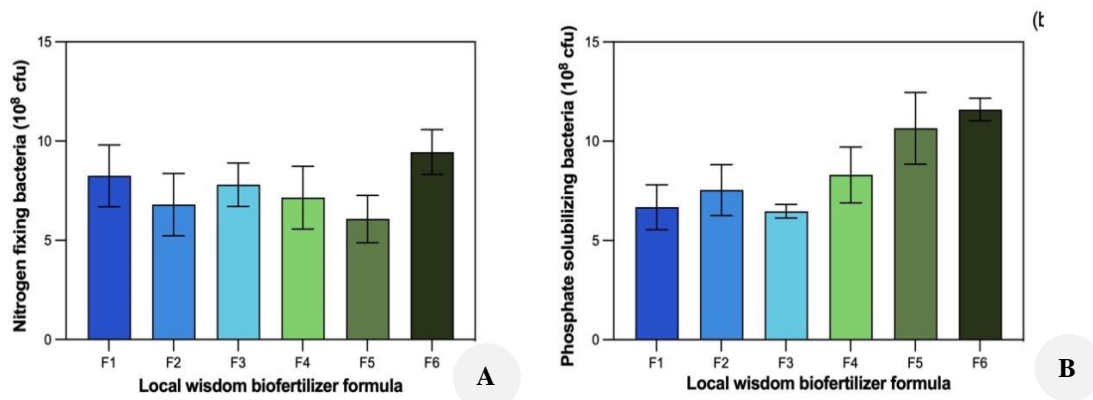 (b
Nitrogen fixing bacteria (10⁸ cfu)
15
10
5
0
F1 F2 F3 F4 F5 F6
Local wisdom biofertilizer formula
A
Phosphate solubilizing bacteria (10⁸ cfu)
15
10
5
0
F1 F2 F3 F4 F5 F6
Local wisdom biofertilizer formula
B